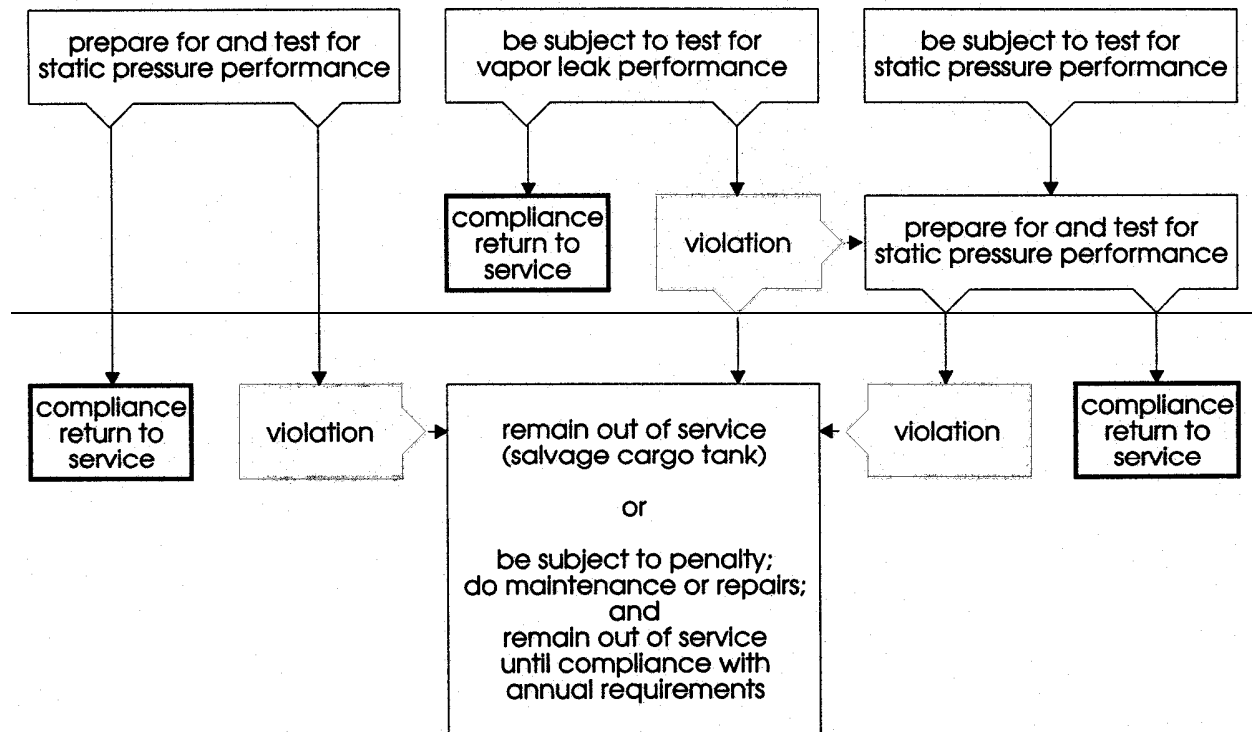 prepare for and test for
static pressure performance
be subject to test for
vapor leak performance
be subject to test for
static pressure performance
compliance
return to
service
violation
prepare for and test for
static pressure performance
compliance
return to
service
violation
remain out of service
(salvage cargo tank)
or
be subject to penalty;
do maintenance or repairs;
and
remain out of service
until compliance with
annual requirements
violation
compliance
return to
service